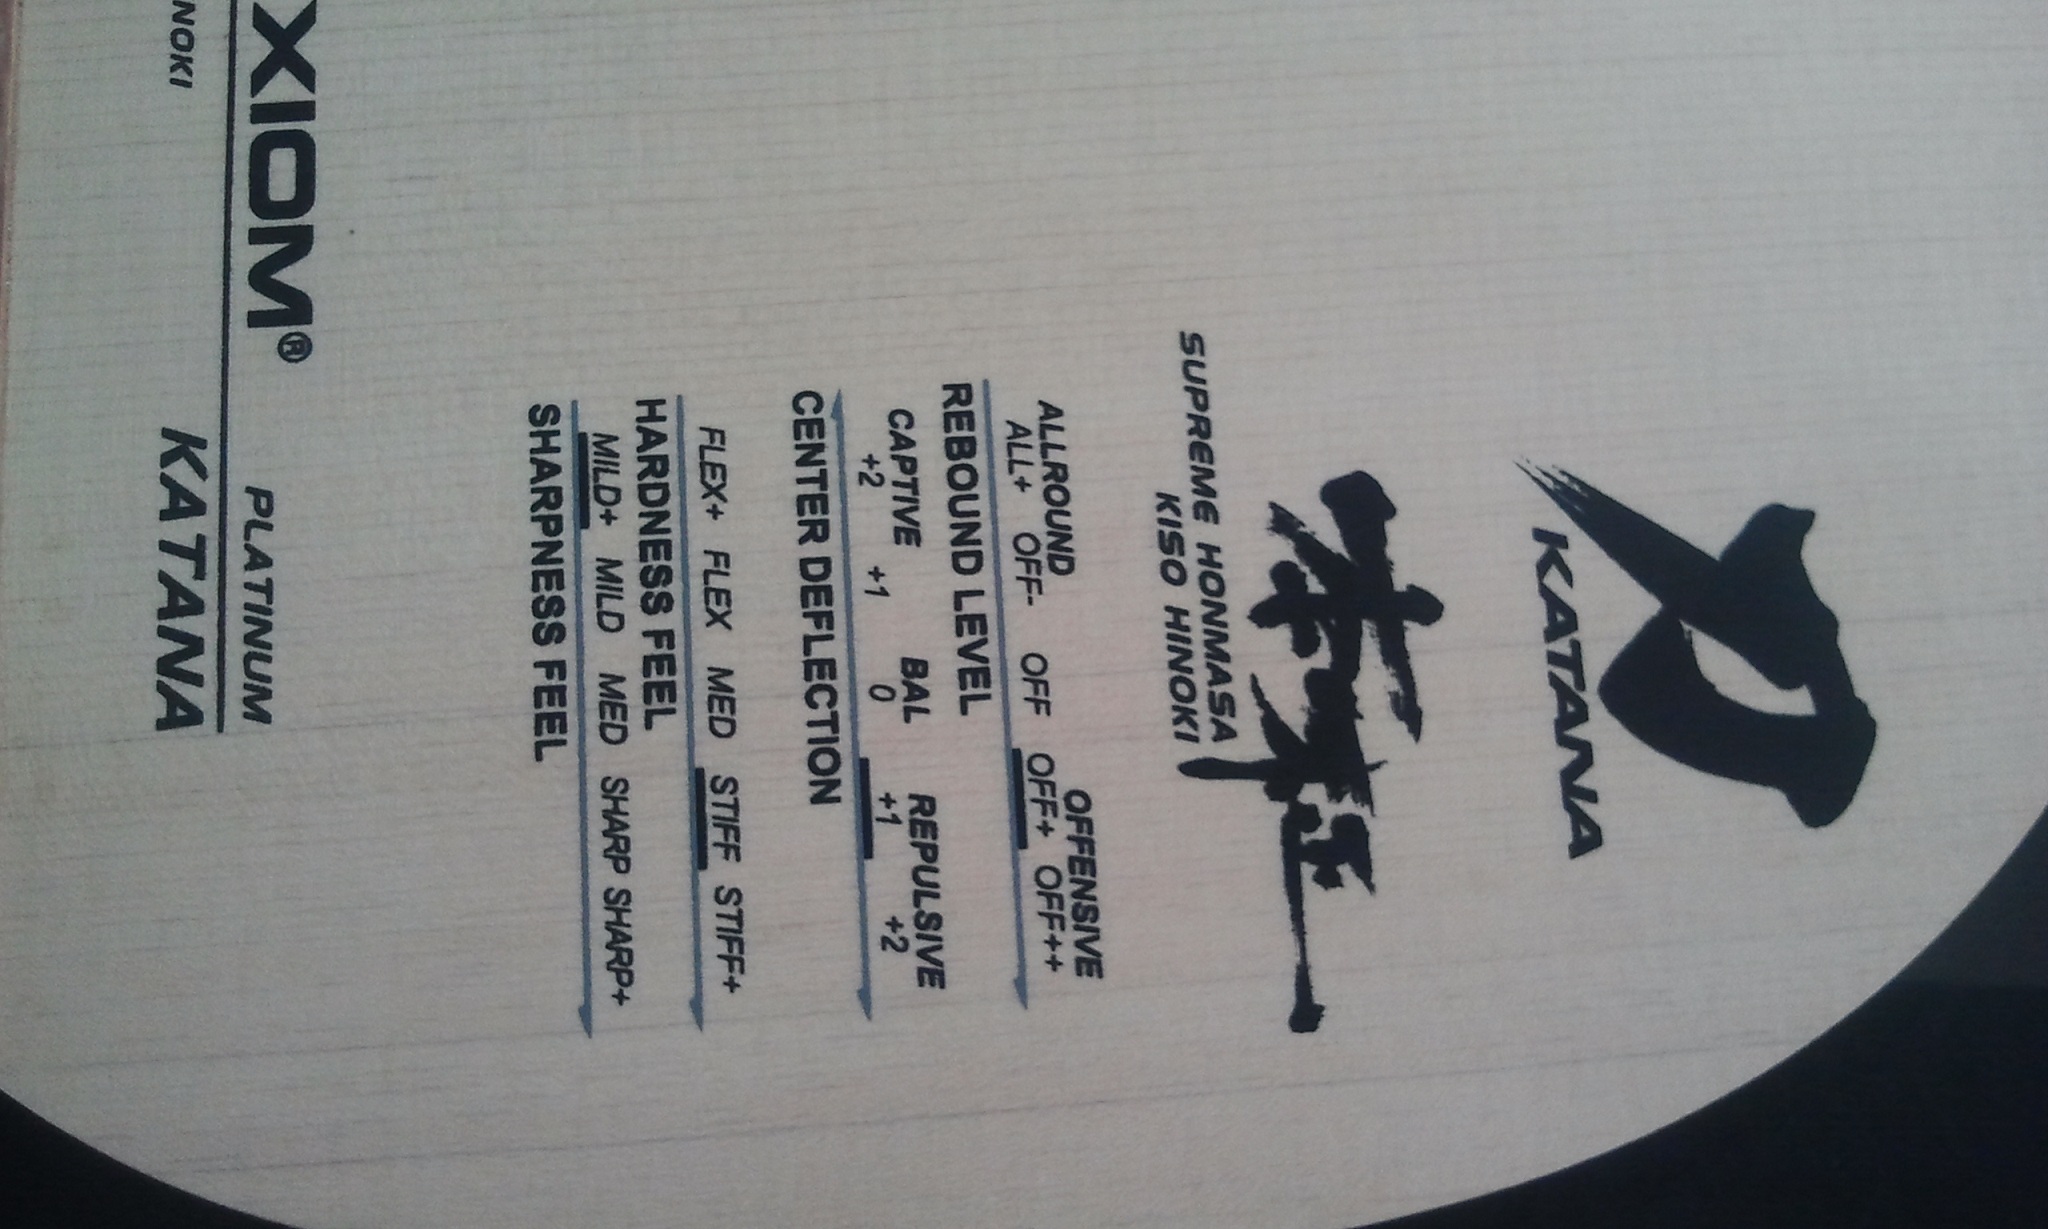 KATANA
SUPREME HONMASA
KISO HINOKI
ALLROUND OFFENSIVE
ALL+ OFF- OFF OFF+ OFF++
REBOUND LEVEL
CAPTIVE BAL REPULSIVE
+2 +1 0 +1 +2
CENTER DEFLECTION
FLEX+ FLEX MED STIFF STIFF+
HARDNESS FEEL
MILD+ MILD MED SHARP SHARP+
SHARPNESS FEEL
XIOM® PLATINUM
NOKI KATANA